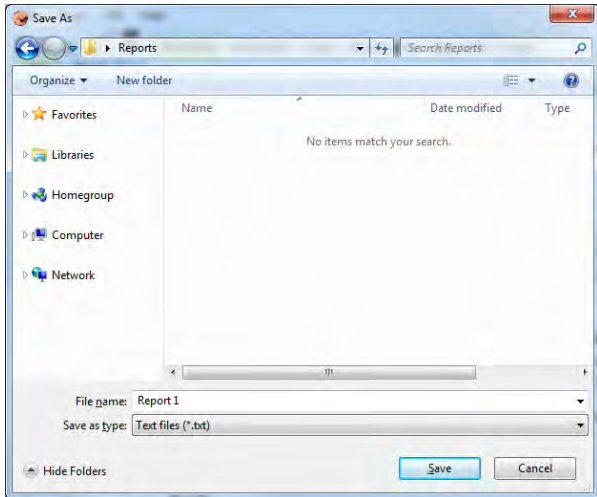 Save As
Reports
Search Reports
Organize
New folder
Name
Date modified
Type
No items match your search.
Favorites
Libraries
Homegroup
Computer
Network
File name:
Report 1
Save as type:
Text files (*.txt)
Hide Folders
Save
Cancel